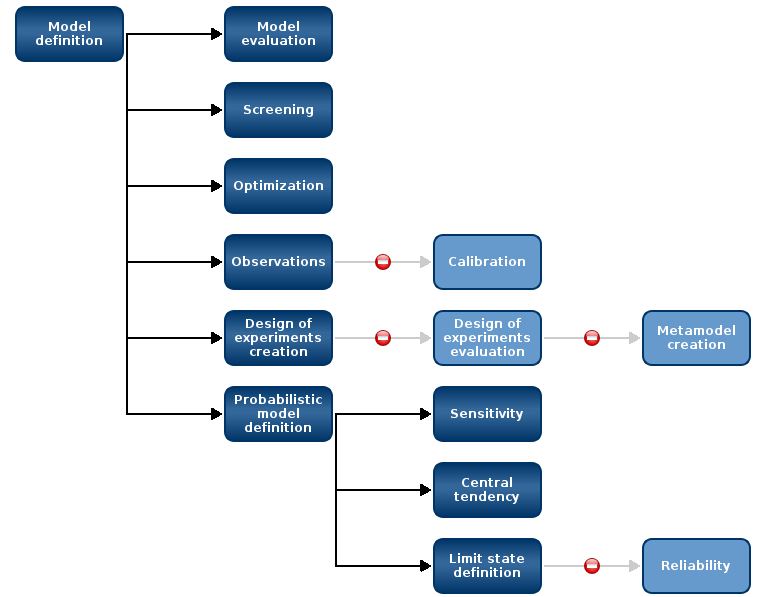 Model
definition
Model
evaluation
Screening
Optimization
Observations
Calibration
Design of
experiments
creation
Design of
experiments
evaluation
Metamodel
creation
Probabilistic
model
definition
Sensitivity
Central
tendency
Limit state
definition
Reliability